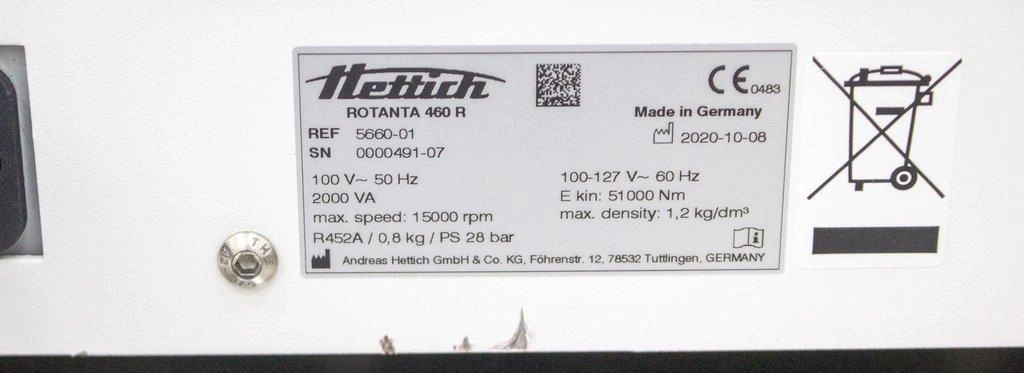 Hettich
ROTANTA 460 R
CE 0483
Made in Germany
2020-10-08
REF 5660-01
SN 0000491-07
100 V~ 50 Hz
2000 VA
max. speed: 15000 rpm
R452A / 0,8 kg / PS 28 bar
100-127 V~ 60 Hz
E kin: 51000 Nm
max. density: 1,2 kg/dm³
Andreas Hettich GmbH & Co. KG, Föhrenstr. 12, 78532 Tuttlingen, GERMANY
THE